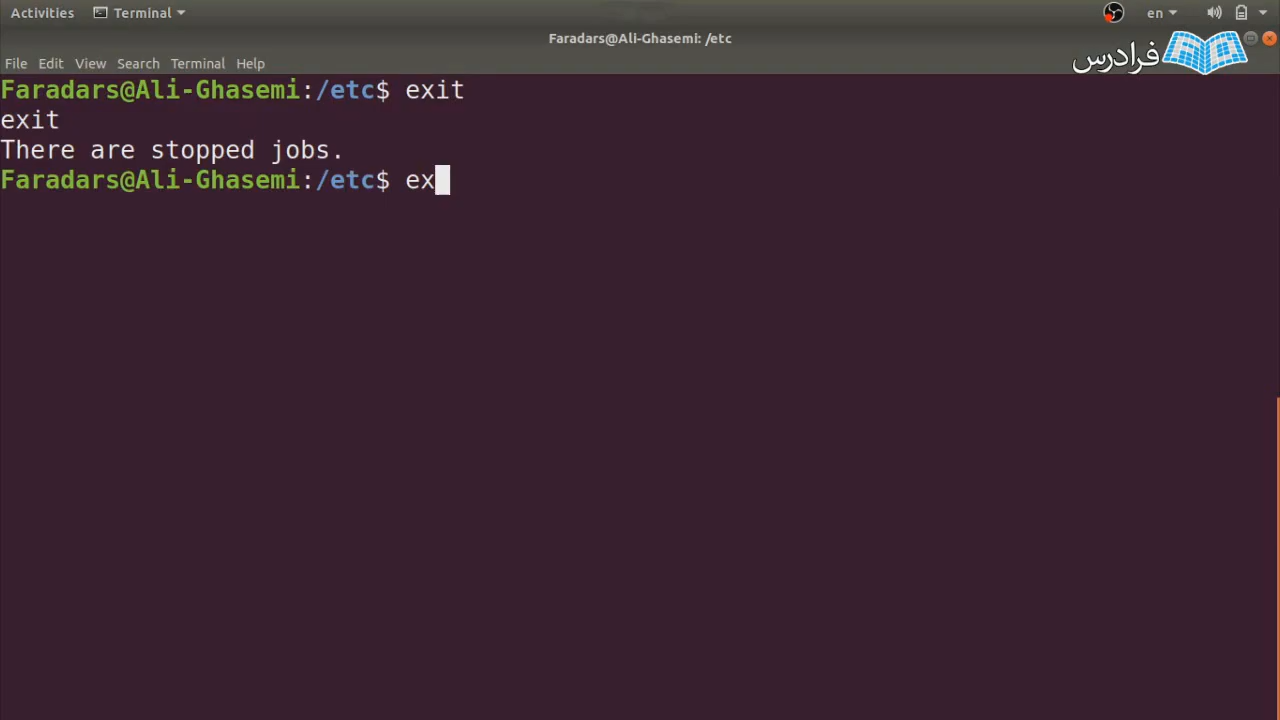 Activities Terminal en
Faradars@Ali-Ghasemi: /etc
فرادرس
File Edit View Search Terminal Help
Faradars@Ali-Ghasemi:/etc$ exit
exit
There are stopped jobs.
Faradars@Ali-Ghasemi:/etc$ ex